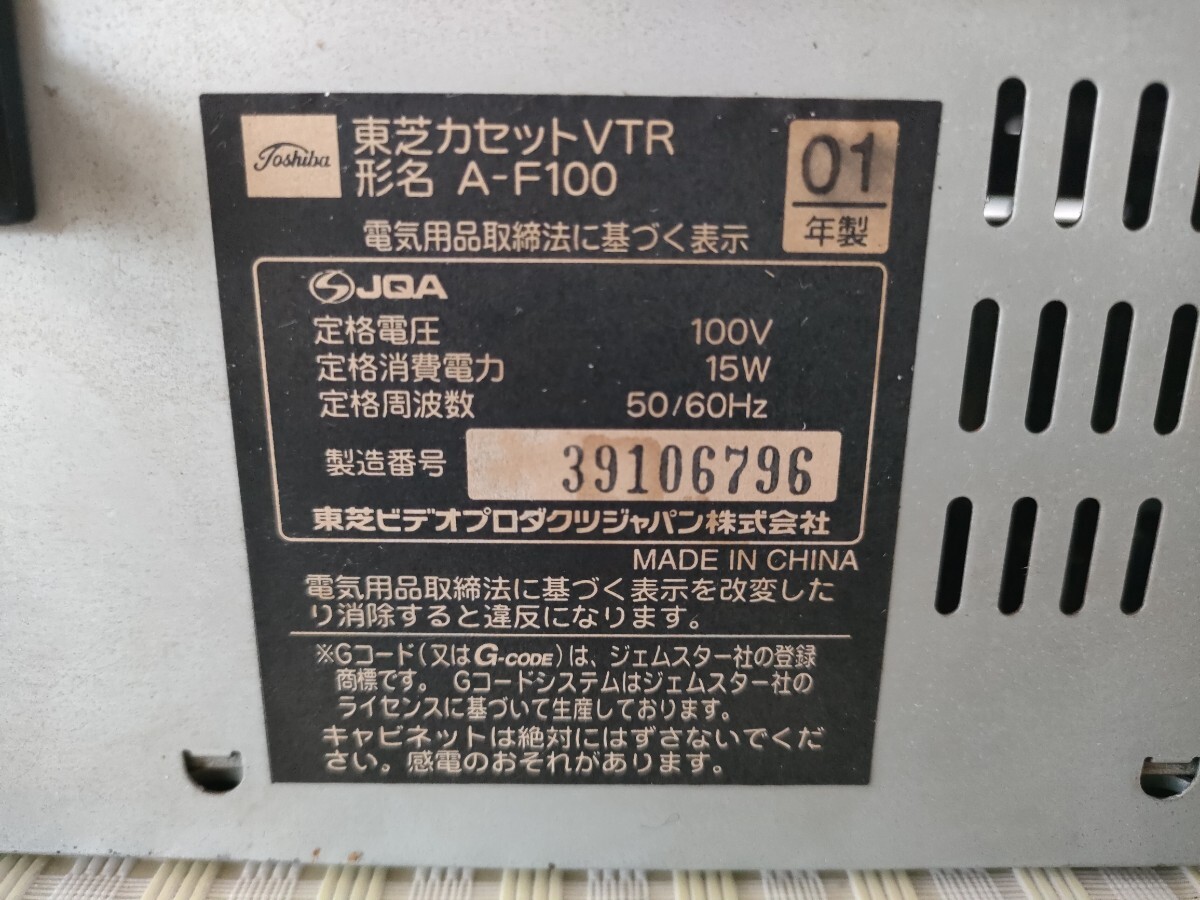 Toshiba
東芝カセットVTR
形名 A-F100
01
年製
電気用品取締法に基づく表示
JQA
定格電圧 100V
定格消費電力 15W
定格周波数 50/60Hz
製造番号 39106796
東芝ビデオプロダクツジャパン株式会社
MADE IN CHINA
電気用品取締法に基づく表示を改変した
り消除すると違反になります。
※Gコード(又はG-CODE)は、ジェムスター社の登録
商標です。 Gコードシステムはジェムスター社の
ライセンスに基づいて生産しております。
キャビネットは絶対にはずさないでくだ
さい。感電のおそれがあります。